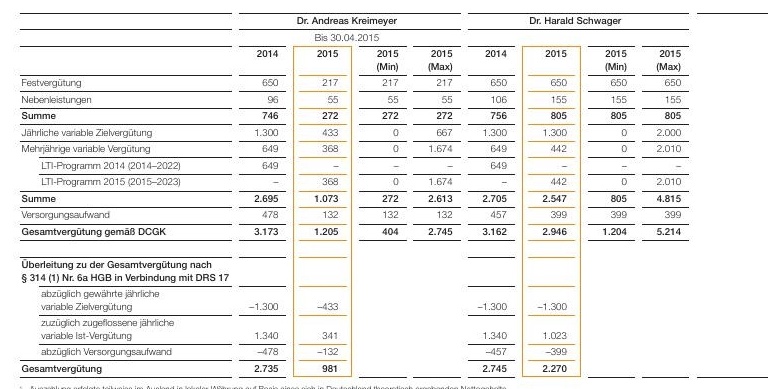 Dr. Andreas Kreimeyer Dr. Harald Schwager
Bis 30.04.2015
2014 2015 2015 (Min) 2015 (Max) 2014 2015 2015 (Min) 2015 (Max)
Festvergütung 650 217 217 217 650 650 650 650
Nebenleistungen 96 55 55 55 106 155 155 155
Summe 746 272 272 272 756 805 805 805
Jährliche variable Zielvergütung 1.300 433 0 667 1.300 1.300 0 2.000
Mehrjährige variable Vergütung 649 368 0 1.674 649 442 0 2.010
LTI-Programm 2014 (2014–2022) 649 – – – 649 – – –
LTI-Programm 2015 (2015–2023) – 368 0 1.674 – 442 0 2.010
Summe 2.695 1.073 272 2.613 2.705 2.547 805 4.815
Versorgungsaufwand 478 132 132 132 457 399 399 399
Gesamtvergütung gemäß DCGK 3.173 1.205 404 2.745 3.162 2.946 1.204 5.214
Überleitung zu der Gesamtvergütung nach
§ 314 (1) Nr. 6a HGB in Verbindung mit DRS 17
abzüglich gewährte jährliche
variable Zielvergütung –1.300 –433 –1.300 –1.300
zuzüglich zugeflossene jährliche
variable Ist-Vergütung 1.340 341 1.340 1.023
abzüglich Versorgungsaufwand –478 –132 –457 –399
Gesamtvergütung 2.735 981 2.745 2.270